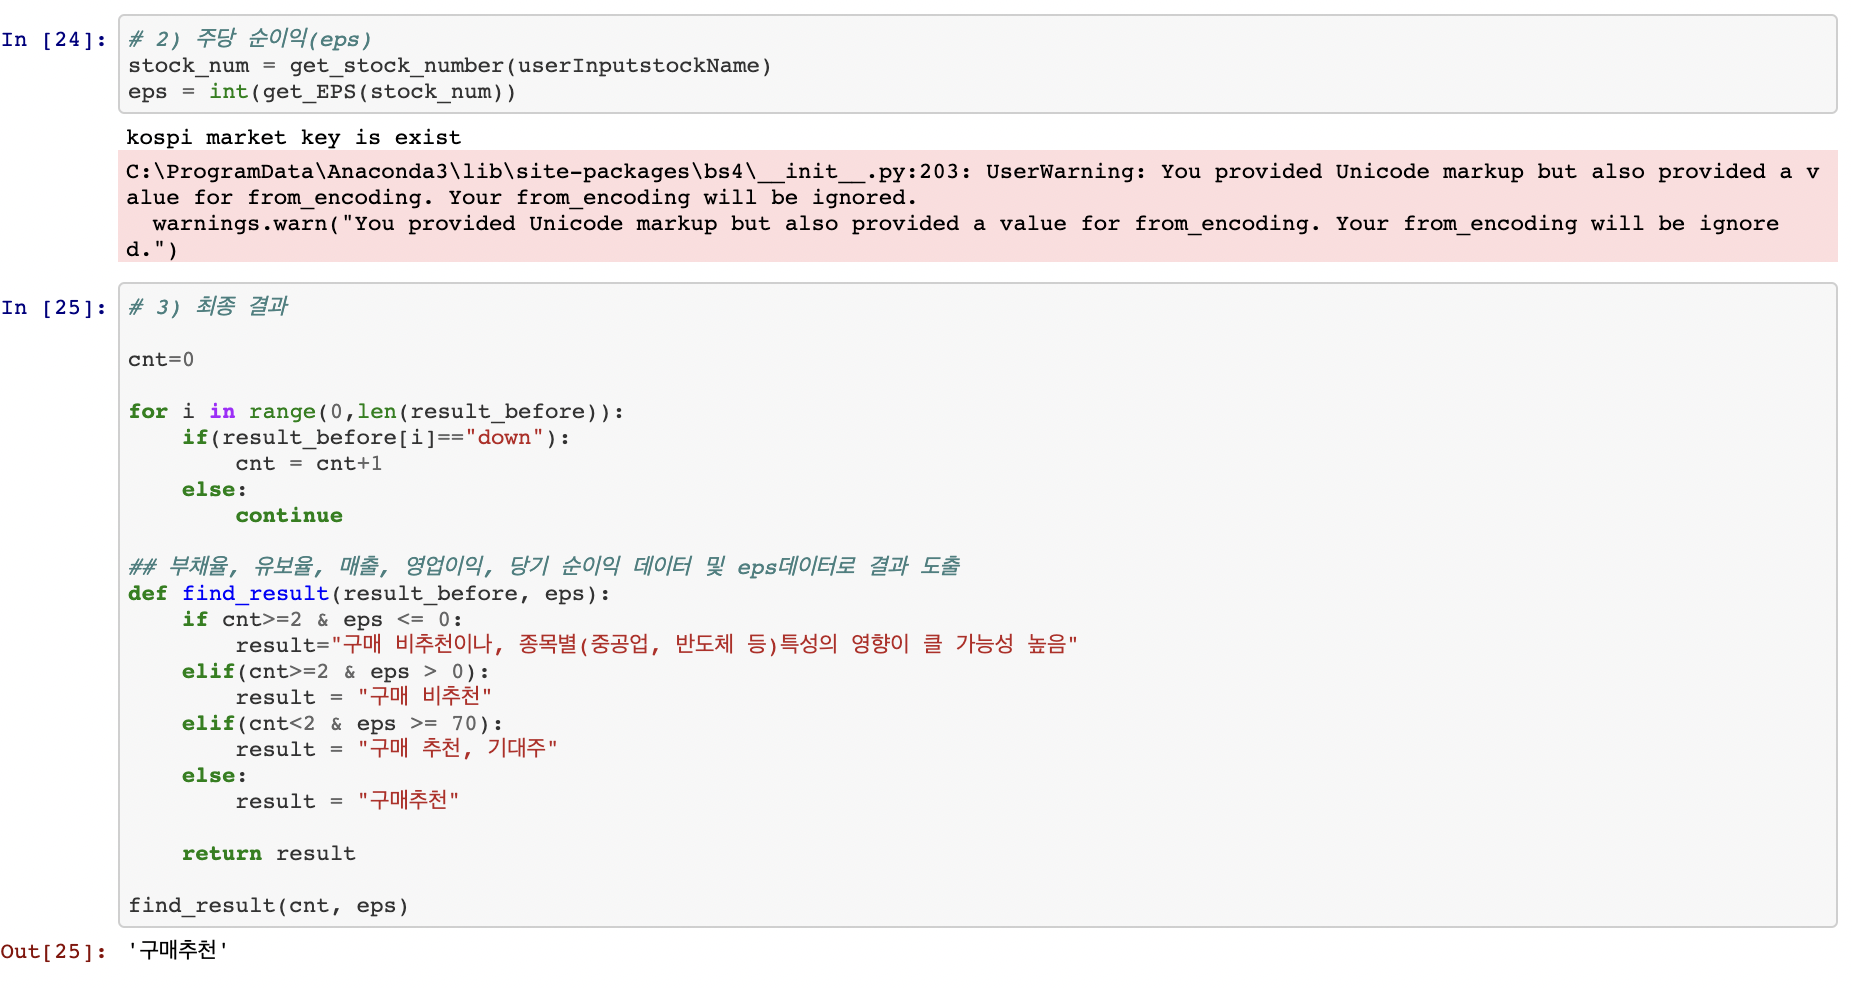 In [24]:
# 2) 주당 순이익(eps)
stock_num = get_stock_number(userInputstockName)
eps = int(get_EPS(stock_num))
kospi market key is exist
C:\ProgramData\Anaconda3\lib\site-packages\bs4\__init__.py:203: UserWarning: You provided Unicode markup but also provided a v
alue for from_encoding. Your from_encoding will be ignored.
  warnings.warn("You provided Unicode markup but also provided a value for from_encoding. Your from_encoding will be ignore
d.")
In [25]:
# 3) 최종 결과
cnt=0
for i in range(0,len(result_before)):
    if(result_before[i]=="down"):
        cnt = cnt+1
    else:
        continue
## 부채율, 유보율, 매출, 영업이익, 당기 순이익 데이터 및 eps데이터로 결과 도출
def find_result(result_before, eps):
    if cnt>=2 & eps <= 0:
        result="구매 비추천이나, 종목별(중공업, 반도체 등)특성의 영향이 클 가능성 높음"
    elif(cnt>=2 & eps > 0):
        result = "구매 비추천"
    elif(cnt<2 & eps >= 70):
        result = "구매 추천, 기대주"
    else:
        result = "구매추천"
    return result
find_result(cnt, eps)
Out[25]: '구매추천'